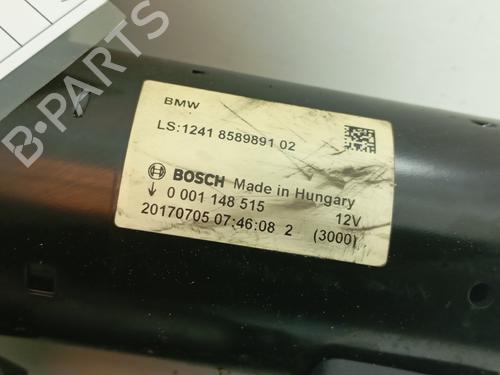 BMW
LS:1241 8589891 02
BOSCH Made in Hungary
↓ 0 001 148 515 12V
20170705 07:46:08 2 (3000)
B-PARTS